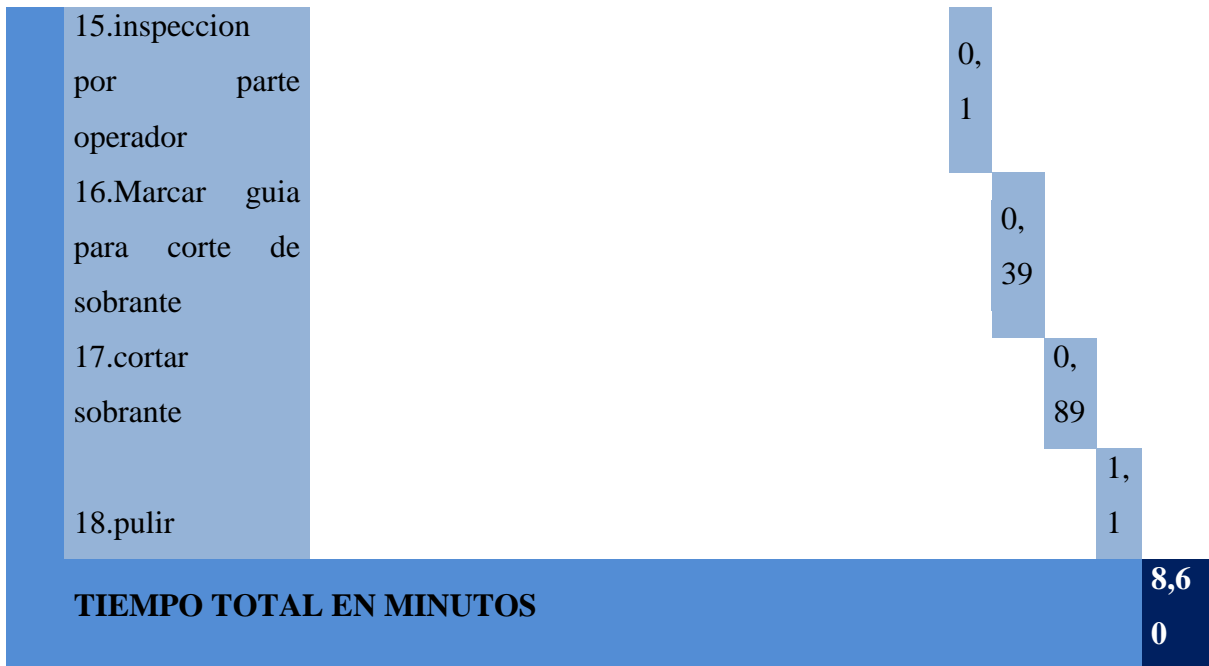 15.inspeccion
por parte
operador
0,
1
16.Marcar guia
para corte de
sobrante
0,
39
17.cortar
sobrante
0,
89
18.pulir
1,
1
TIEMPO TOTAL EN MINUTOS
8,6
0